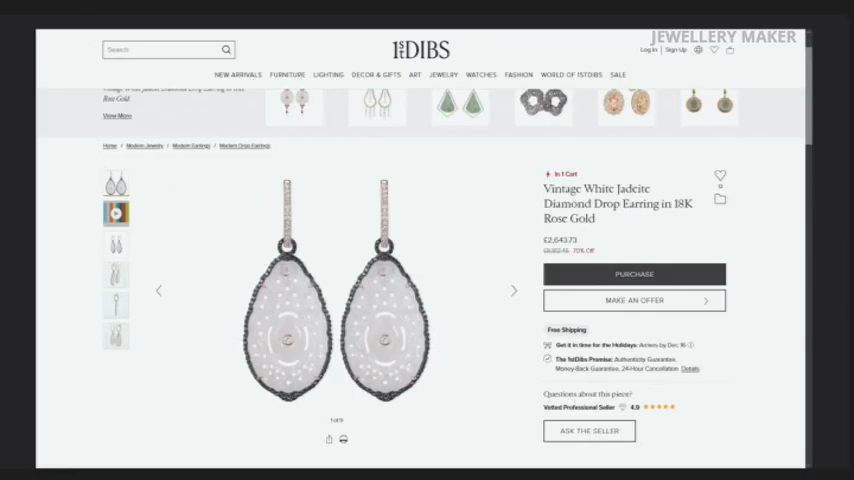 JEWELLERY MAKER
Search
1STDIBS
Log In | Sign Up
NEW ARRIVALS FURNITURE LIGHTING DECOR & GIFTS ART JEWELRY WATCHES FASHION WORLD OF 1STDIBS SALE
Rose Gold.
View More
Home / Modern Jewelry / Modern Earrings / Modern Drop Earrings
In 1 Cart
Vintage White Jadeite
Diamond Drop Earring in 18K
Rose Gold
£2,643.73
70% Off
PURCHASE
MAKE AN OFFER
Free Shipping
Get it in time for the Holidays: Arrives by Dec, 16
The 1stDibs Promise: Authenticity Guarantee,
Money-Back Guarantee, 24-Hour Cancellation Details
Questions about this piece?
Vetted Professional Seller 4.9
ASK THE SELLER
1 of 9